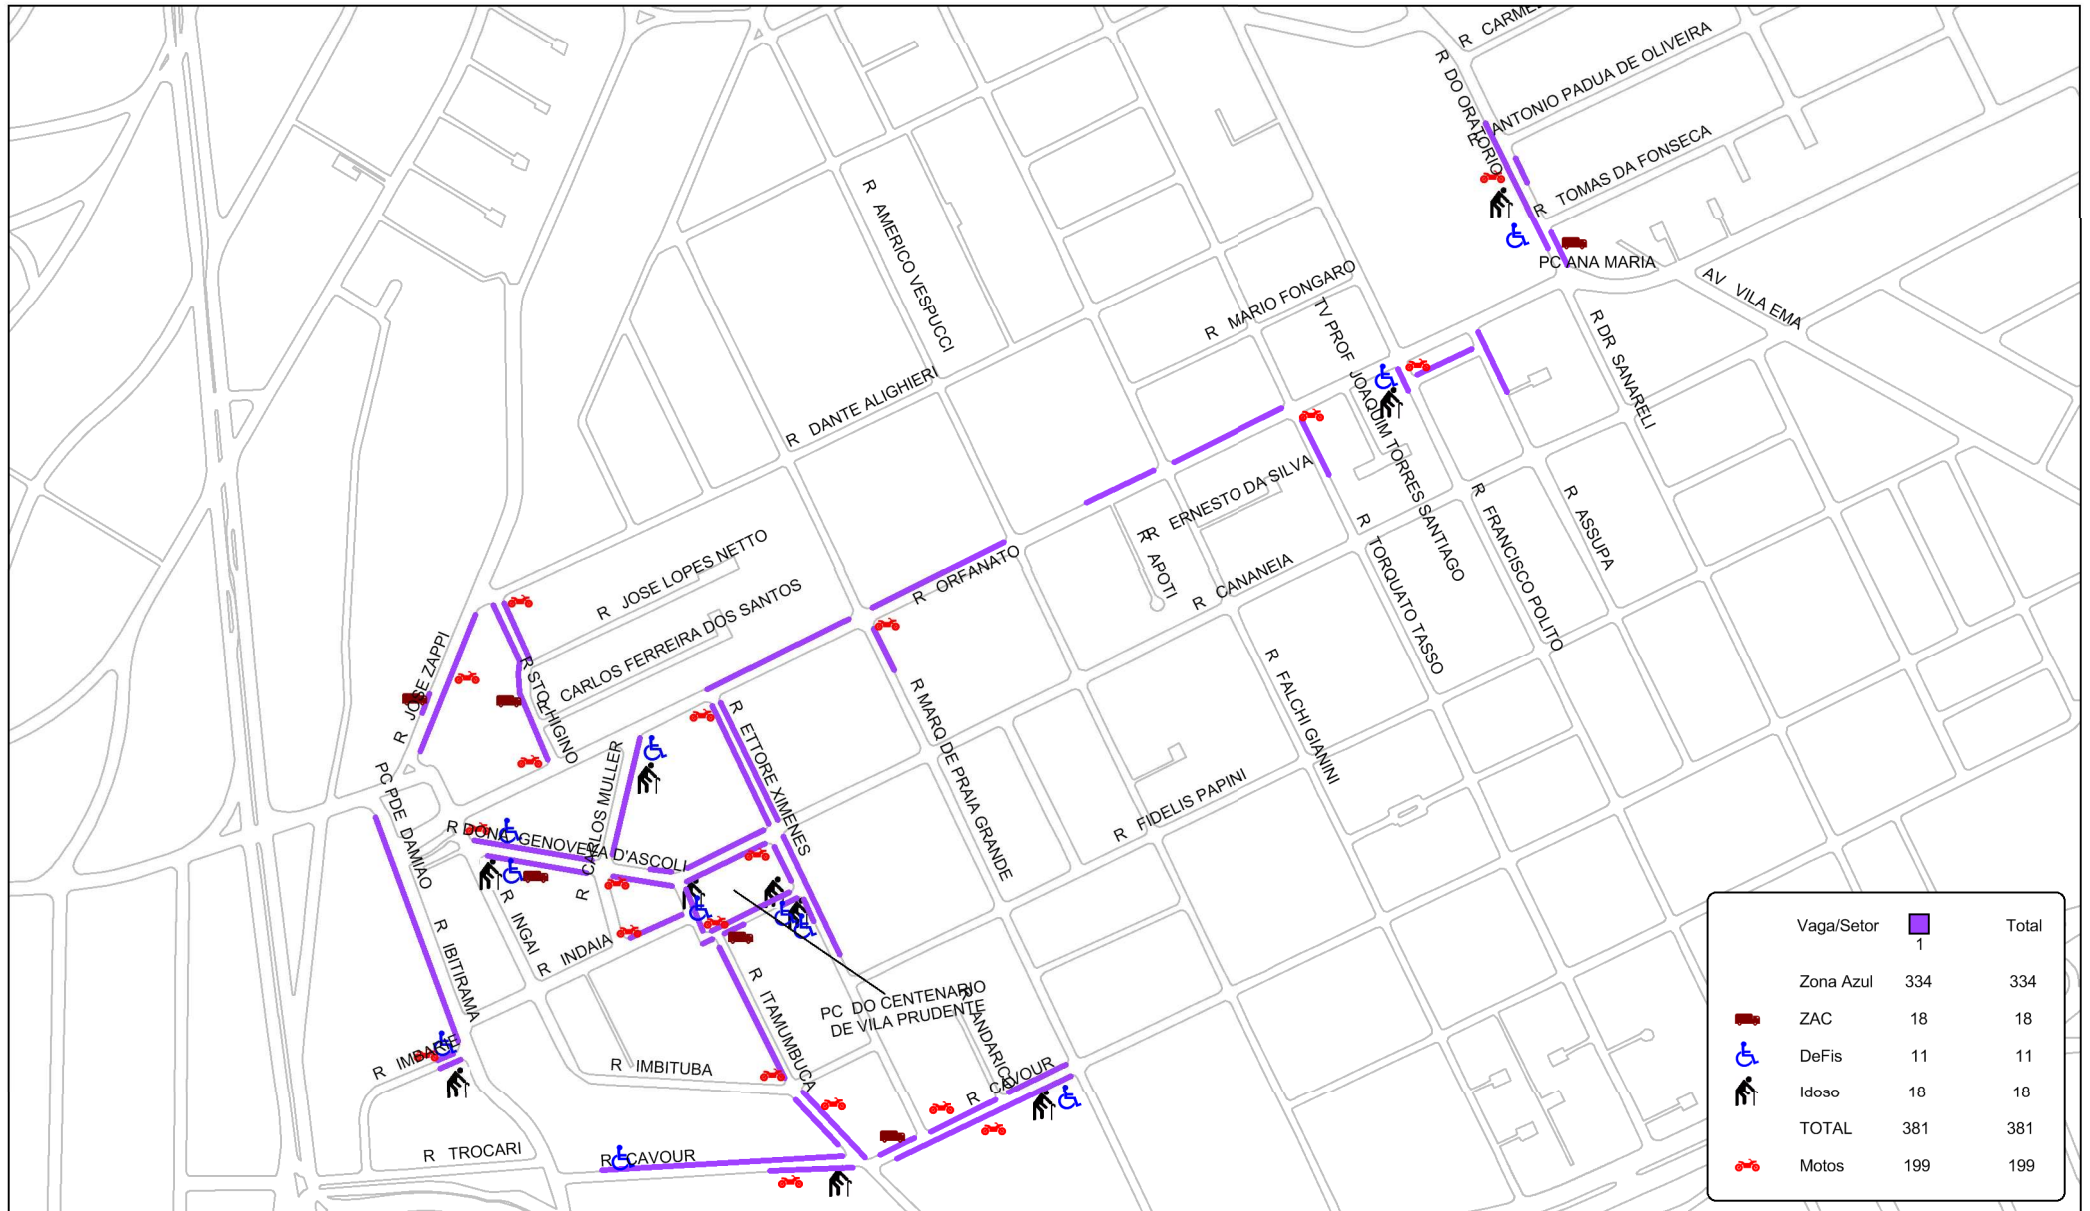 R CARMEL
R DO ORATORIO
R ANTONIO PADUA DE OLIVEIRA
R TOMAS DA FONSECA
PC ANA MARIA
AV VILA EMA
R AMERICO VESPUCCI
R MARIO FONGARO
TV PROF JOAQUIM TORRES SANTIAGO
R DR SANARELI
R DANTE ALIGHIERI
R ERNESTO DA SILVA
R APOTI
R CANANEIA
R TORQUATO TASSO
R FRANCISCO POLITO
R ASSUPA
R JOSE LOPES NETTO
R ORFANATO
R CARLOS FERREIRA DOS SANTOS
R STO HIGINO
R JOSE ZAPPI
R FALCHI GIANINI
R MARQ DE PRAIA GRANDE
R ETTORE XIMENES
R CARLOS MULLER
PC PDE DAMIAO
R FIDELIS PAPINI
R DONA GENOVEVA D'ASCOLI
R INGAI
R INDAIA
R IBITIRAMA
R ITAMUMBUCA
PC DO CENTENARIO
DE VILA PRUDENTE
R IMBARIE
R IMBITUBA
R CAVOUR
R TROCARI
R CAVOUR
Vaga/Setor 1 Total
Zona Azul 334 334
ZAC 18 18
DeFis 11 11
Idoso 18 18
TOTAL 381 381
Motos 199 199